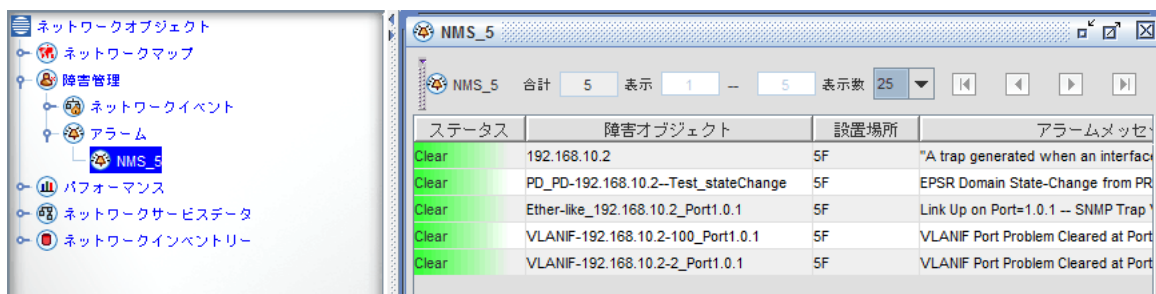 ネットワークオブジェクト
ネットワークマップ
障害管理
ネットワークイベント
アラーム
NMS_5
パフォーマンス
ネットワークサービスデータ
ネットワークインベントリー
NMS_5
NMS_5 合計 5 表示 1 -- 5 表示数 25
ステータス 障害オブジェクト 設置場所 アラームメッセ
Clear 192.168.10.2 5F "A trap generated when an interface
Clear PD_PD-192.168.10.2--Test_stateChange 5F EPSR Domain State-Change from PR
Clear Ether-like_192.168.10.2_Port1.0.1 5F Link Up on Port=1.0.1 -- SNMP Trap
Clear VLANIF-192.168.10.2-100_Port1.0.1 5F VLANIF Port Problem Cleared at Port
Clear VLANIF-192.168.10.2-2_Port1.0.1 5F VLANIF Port Problem Cleared at Port